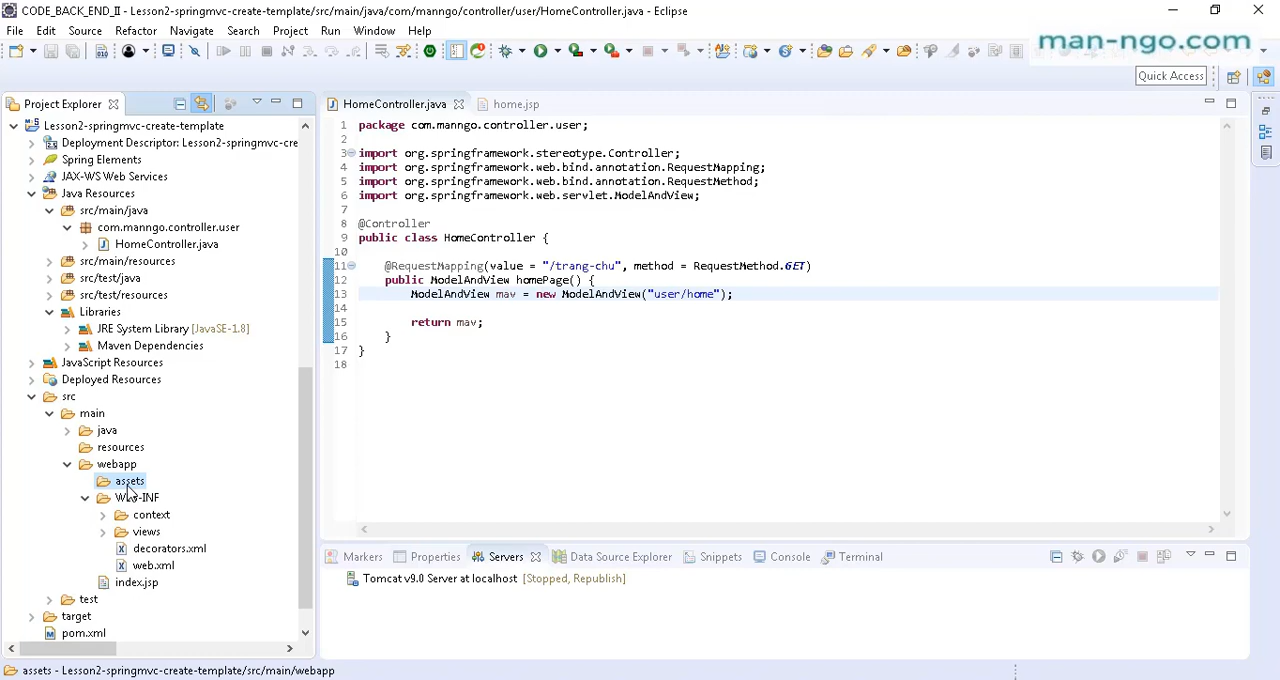 CODE_BACK_END_II - Lesson2-springmvc-create-template/src/main/java/com/manngo/controller/user/HomeController.java - Eclipse
File Edit Source Refactor Navigate Search Project Run Window Help
man-ngo.com
Quick Access
Project Explorer
Lesson2-springmvc-create-template
Deployment Descriptor: Lesson2-springmvc-cre
Spring Elements
JAX-WS Web Services
Java Resources
src/main/java
com.manngo.controller.user
HomeController.java
src/main/resources
src/test/java
src/test/resources
Libraries
JRE System Library [JavaSE-1.8]
Maven Dependencies
JavaScript Resources
Deployed Resources
src
main
java
resources
webapp
assets
WEB-INF
context
views
decorators.xml
web.xml
index.jsp
test
target
pom.xml
HomeController.java home.jsp
1 package com.manngo.controller.user;
2
3 import org.springframework.stereotype.Controller;
4 import org.springframework.web.bind.annotation.RequestMapping;
5 import org.springframework.web.bind.annotation.RequestMethod;
6 import org.springframework.web.servlet.ModelAndView;
7
8 @Controller
9 public class HomeController {
10
11 @RequestMapping(value = "/trang-chu", method = RequestMethod.GET)
12 public ModelAndView homePage() {
13 ModelAndView mav = new ModelAndView("user/home");
14
15 return mav;
16 }
17 }
18
Markers Properties Servers Data Source Explorer Snippets Console Terminal
Tomcat v9.0 Server at localhost [Stopped, Republish]
assets - Lesson2-springmvc-create-template/src/main/webapp